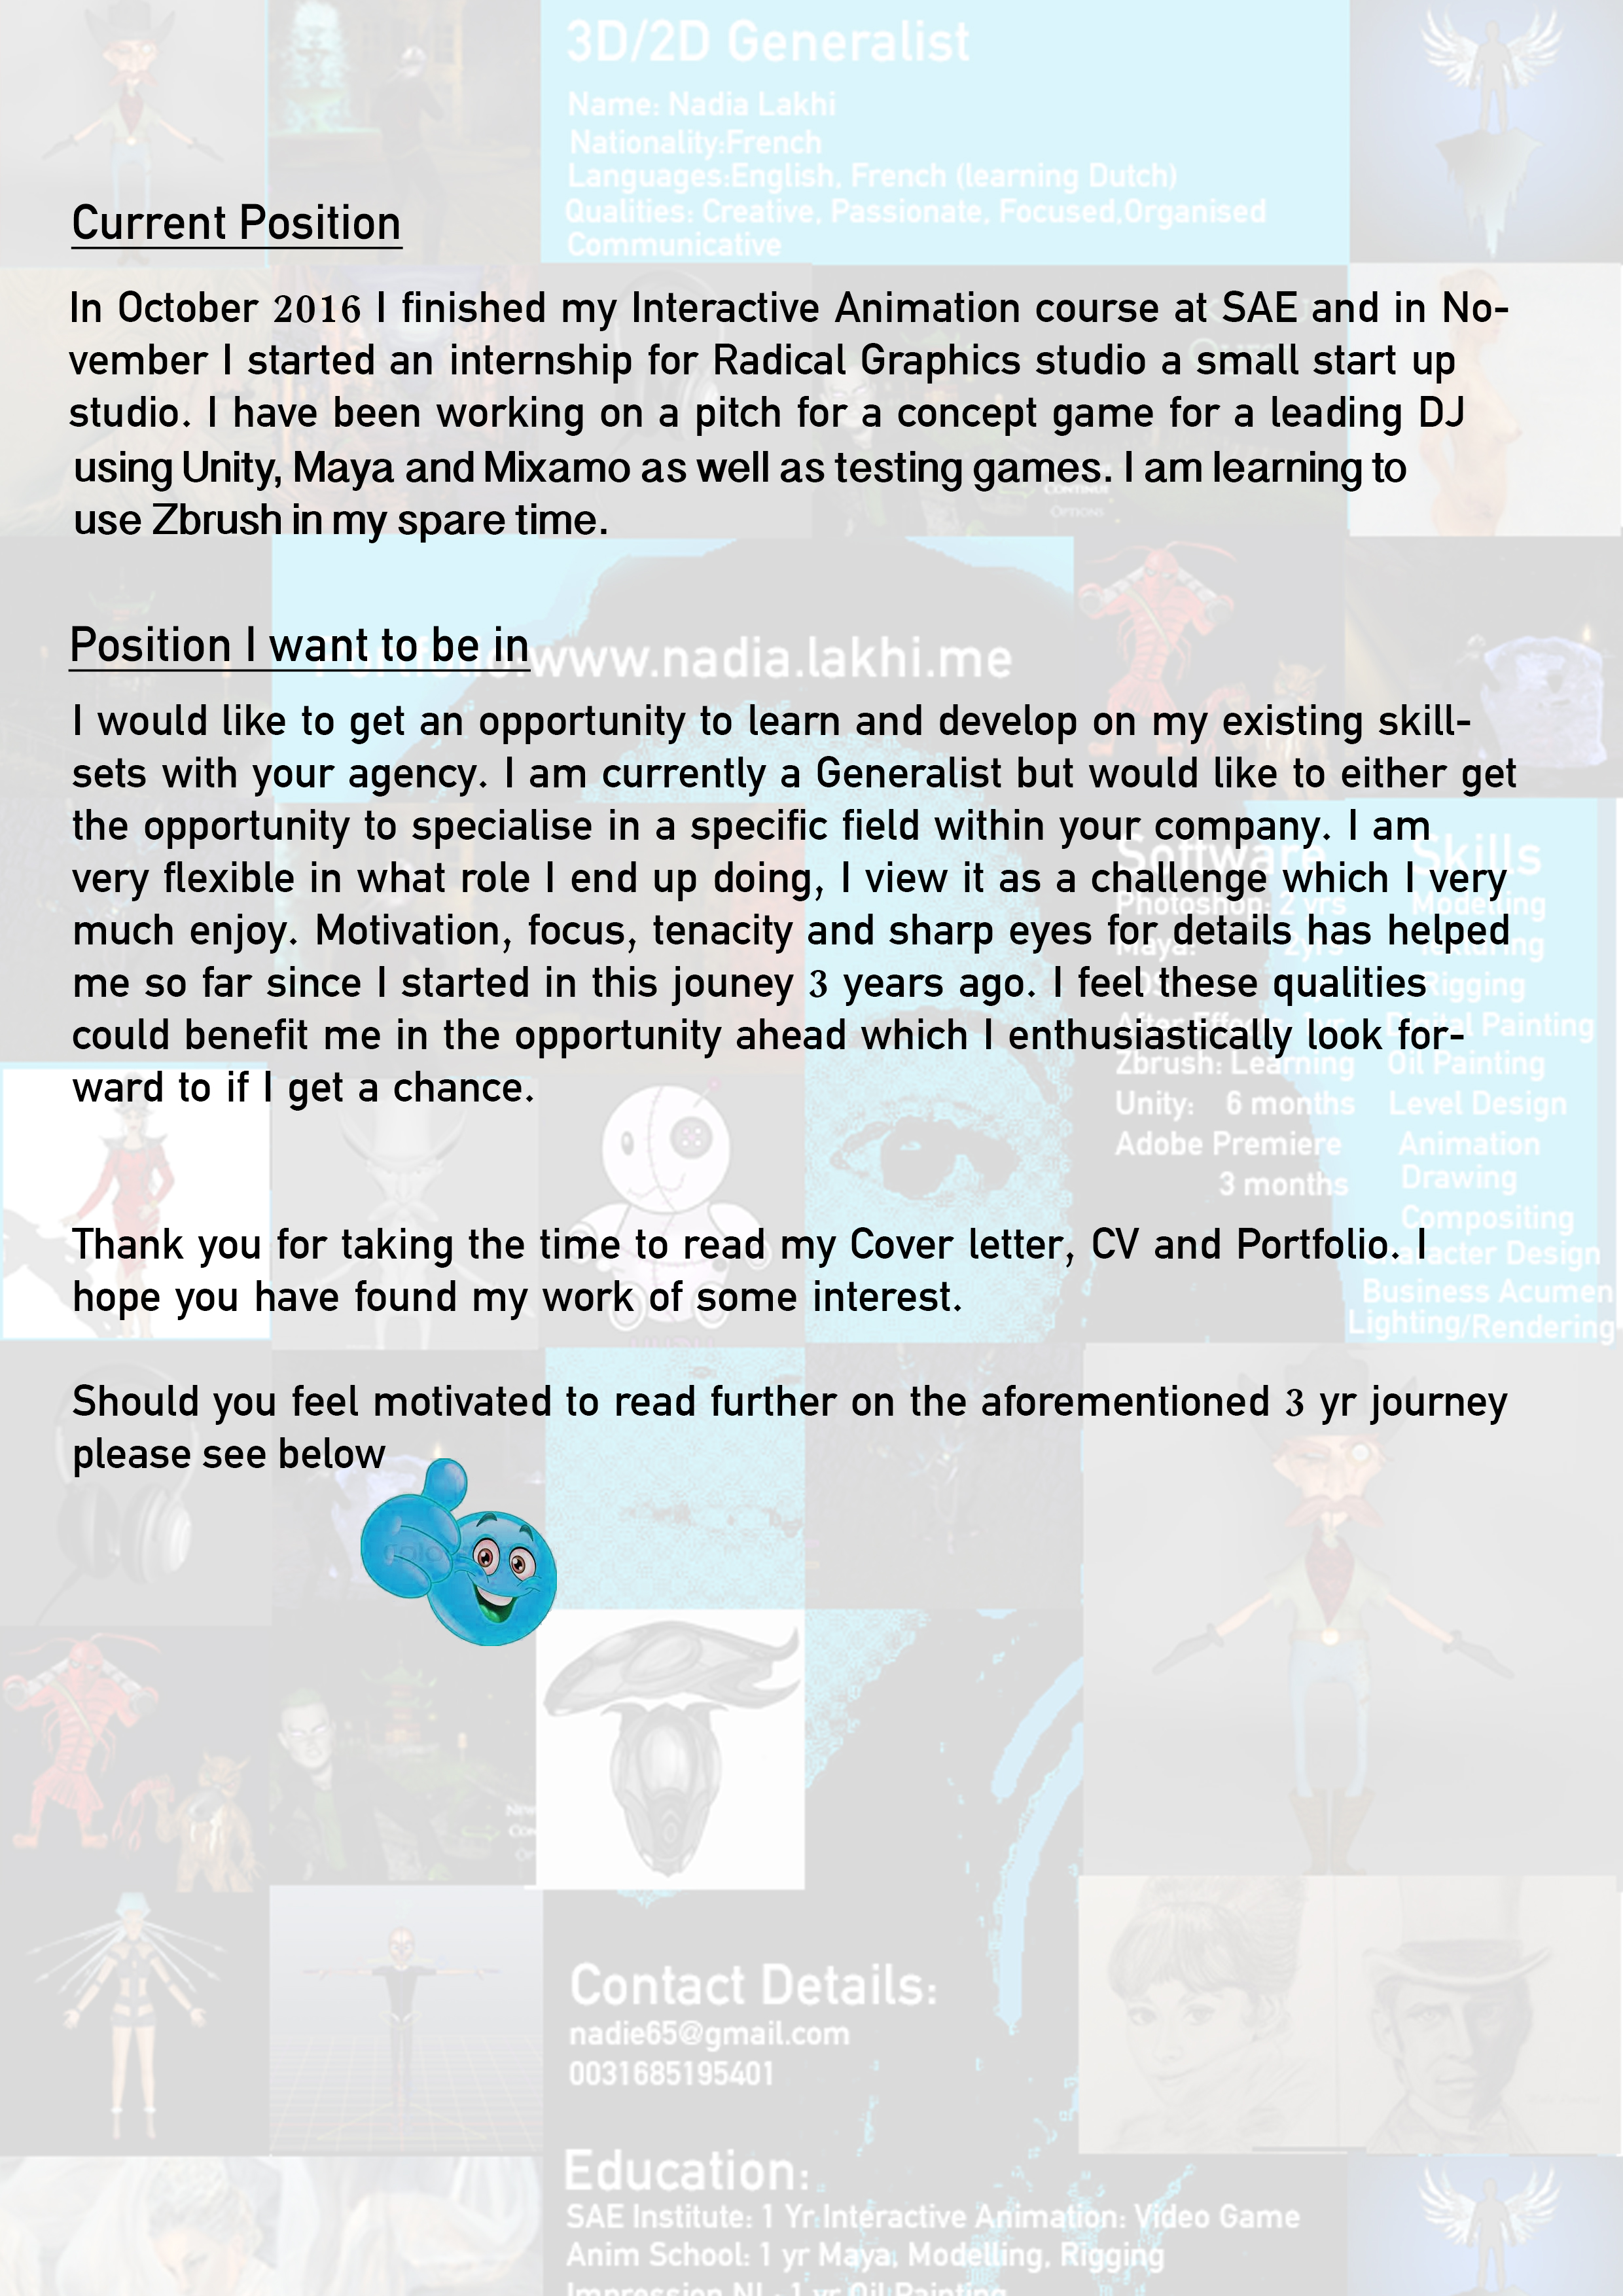 3D/2D Generalist
Name: Nadia Lakhi
Nationality:French
Languages:English, French (learning Dutch)
Qualities: Creative, Passionate, Focused,Organised
Communicative
Current Position
In October 2016 I finished my Interactive Animation course at SAE and in No-
vember I started an internship for Radical Graphics studio a small start up
studio. I have been working on a pitch for a concept game for a leading DJ
using Unity, Maya and Mixamo as well as testing games. I am learning to
use Zbrush in my spare time.
Continue
Options
Position I want to be in
www.nadia.lakhi.me
I would like to get an opportunity to learn and develop on my existing skill-
sets with your agency. I am currently a Generalist but would like to either get
the opportunity to specialise in a specific field within your company. I am
very flexible in what role I end up doing, I view it as a challenge which I very
much enjoy. Motivation, focus, tenacity and sharp eyes for details has helped
me so far since I started in this jouney 3 years ago. I feel these qualities
could benefit me in the opportunity ahead which I enthusiastically look for-
ward to if I get a chance.
Software
Photoshop: 2 yrs
Maya: 2yrs
After Effects 1yr
Zbrush: Learning
Unity: 6 months
Adobe Premiere
3 months
Skills
Modelling
Texturing
Rigging
Digital Painting
Oil Painting
Level Design
Animation
Drawing
Compositing
Character Design
Business Acumen
Lighting/Rendering
Thank you for taking the time to read my Cover letter, CV and Portfolio. I
hope you have found my work of some interest.
Should you feel motivated to read further on the aforementioned 3 yr journey
please see below
Contact Details:
nadie65@gmail.com
0031685195401
Education:
SAE Institute: 1 Yr Interactive Animation: Video Game
Anim School: 1 yr Maya, Modelling, Rigging
Impression NL: 1 yr Oil Painting